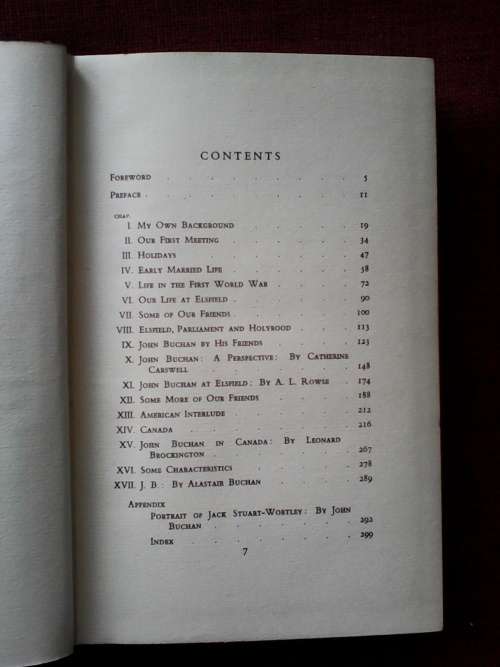 CONTENTS
FOREWORD . . . . . . . . 5
PREFACE . . . . . . . . 11
CHAP.
I. MY OWN BACKGROUND . . . . . 19
II. OUR FIRST MEETING . . . . . 34
III. HOLIDAYS . . . . . . . 47
IV. EARLY MARRIED LIFE . . . . . 58
V. LIFE IN THE FIRST WORLD WAR . . . 72
VI. OUR LIFE AT ELSFIELD . . . . . 90
VII. SOME OF OUR FRIENDS . . . . . 100
VIII. ELSFIELD, PARLIAMENT AND HOLYROOD . . 113
IX. JOHN BUCHAN BY HIS FRIENDS . . . 123
X. JOHN BUCHAN: A PERSPECTIVE: BY CATHERINE
CARSWELL . . . . . . 148
XI. JOHN BUCHAN AT ELSFIELD: BY A. L. ROWSE . 174
XII. SOME MORE OF OUR FRIENDS . . . . 188
XIII. AMERICAN INTERLUDE . . . . . 212
XIV. CANADA . . . . . . . 216
XV. JOHN BUCHAN IN CANADA: BY LEONARD
BROCKINGTON . . . . . 267
XVI. SOME CHARACTERISTICS . . . . 278
XVII. J. B: BY ALASTAIR BUCHAN . . . . 289
APPENDIX
PORTRAIT OF JACK STUART-WORTLEY: BY JOHN
BUCHAN . . . . . . 292
INDEX . . . . . . . 299
7